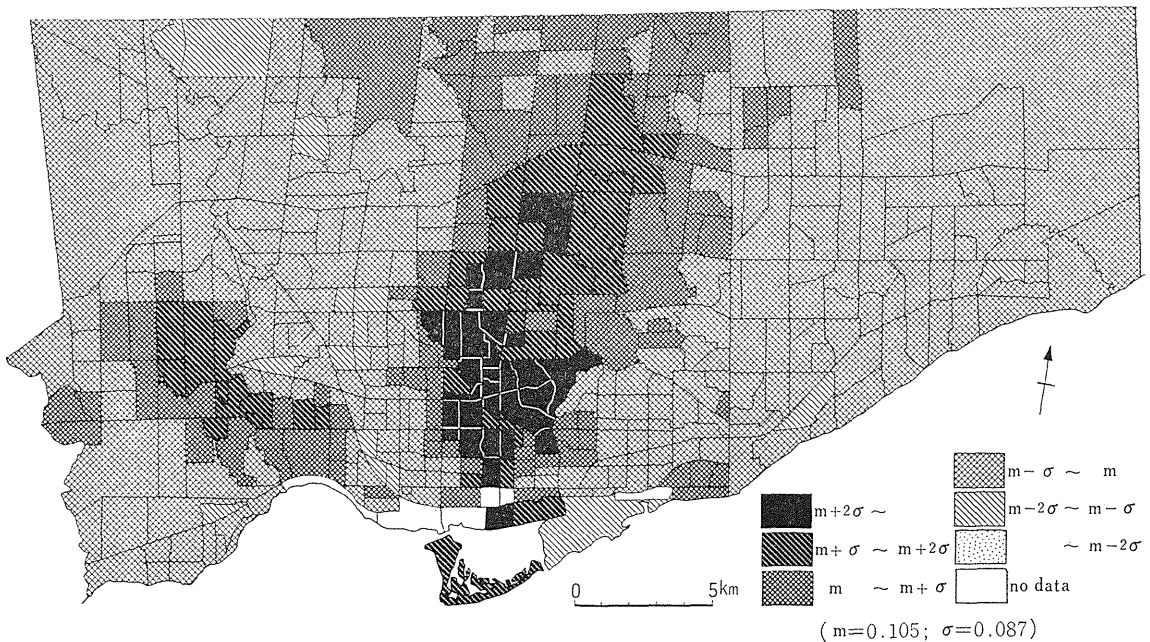 0 5km
m+2σ ~
m+σ ~ m+2σ
m ~ m+σ
m-σ ~ m
m-2σ ~ m-σ
~ m-2σ
no data
(m=0.105; σ=0.087)